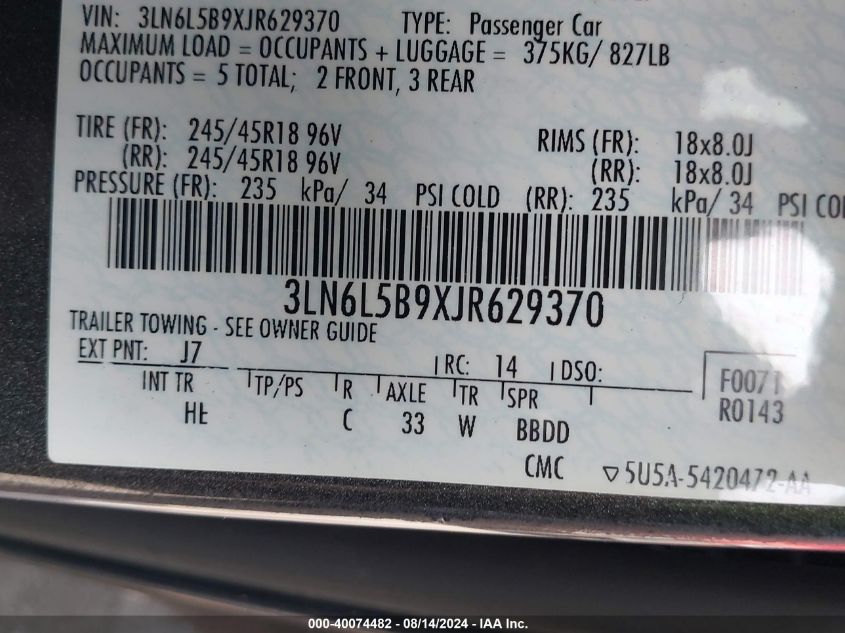 VIN: 3LN6L5B9XJR629370 TYPE: Passenger Car
MAXIMUM LOAD = OCCUPANTS + LUGGAGE = 375KG/ 827LB
OCCUPANTS = 5 TOTAL; 2 FRONT, 3 REAR
TIRE (FR): 245/45R18 96V RIMS (FR): 18x8.0J
(RR): 245/45R18 96V (RR): 18x8.0J
PRESSURE (FR): 235 kPa/ 34 PSI COLD (RR): 235 kPa/ 34 PSI COL
3LN6L5B9XJR629370
TRAILER TOWING - SEE OWNER GUIDE
EXT PNT: J7 RC: 14 DSO:
INT TR TP/PS R AXLE TR SPR F0071
HE C 33 W BBDD R0143
CMC ▽5U5A-5420472-AA
000-40074482 - 08/14/2024 - IAA Inc.